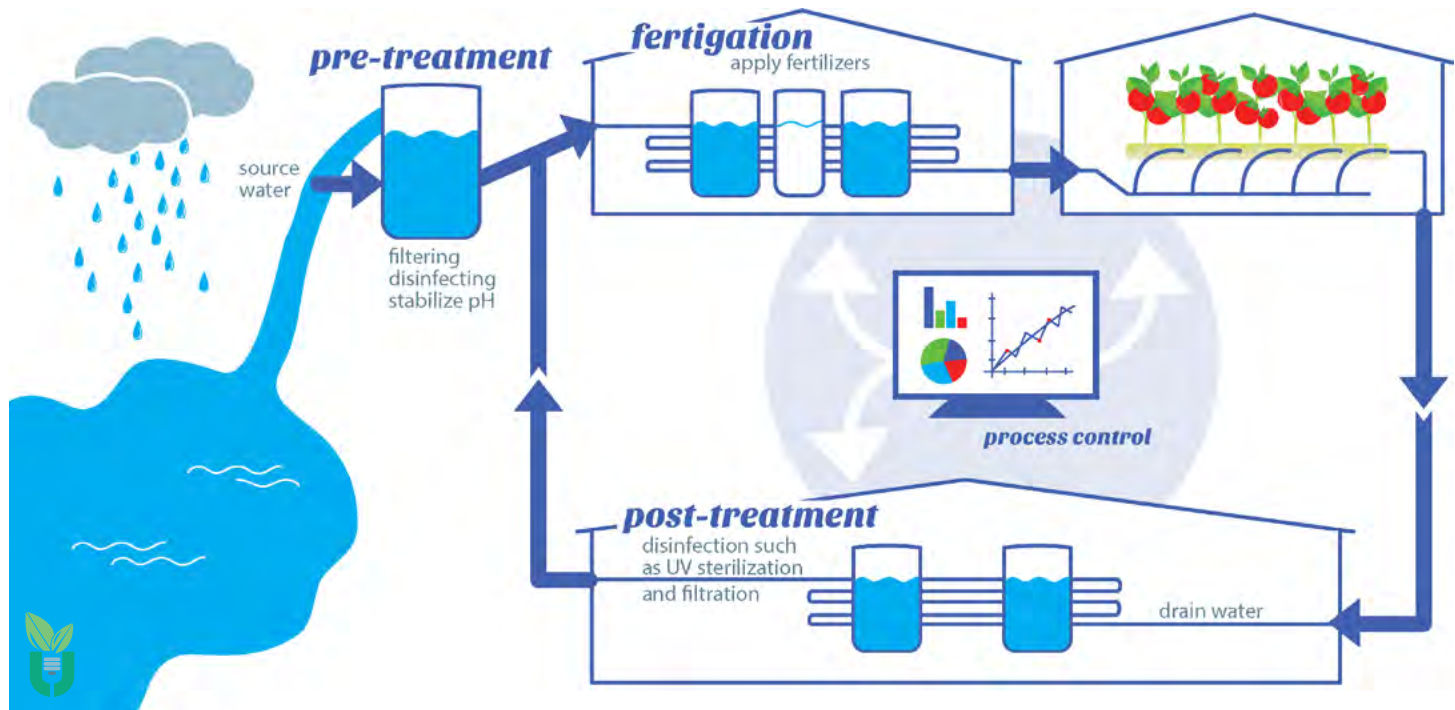 pre-treatment
source
water
filtering
disinfecting
stabilize pH
fertigation
apply fertilizers
process control
post-treatment
disinfection such
as UV sterilization
and filtration
drain water